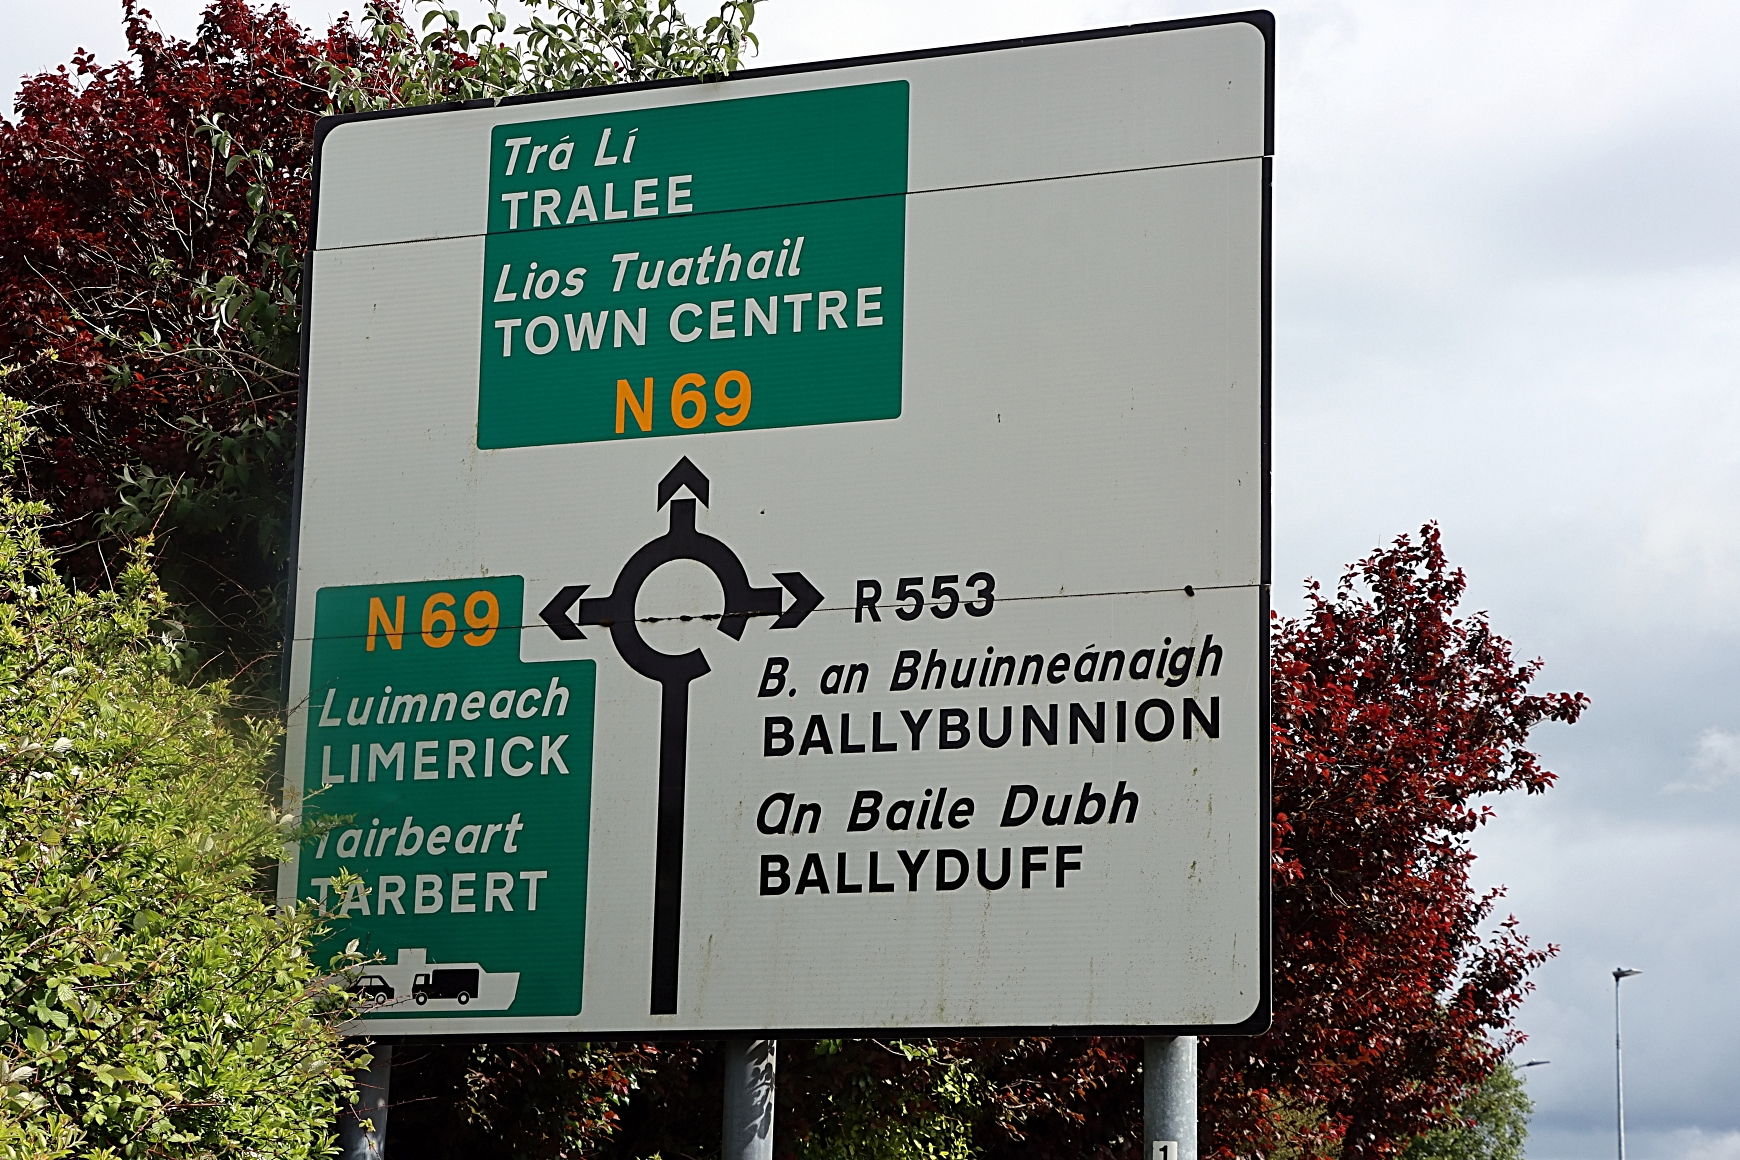 Trá Lí
TRALEE
Lios Tuathail
TOWN CENTRE
N69
N69
Luimneach
LIMERICK
Tairbeart
TARBERT
R553
B. an Bhuinneánaigh
BALLYBUNNION
An Baile Dubh
BALLYDUFF
1